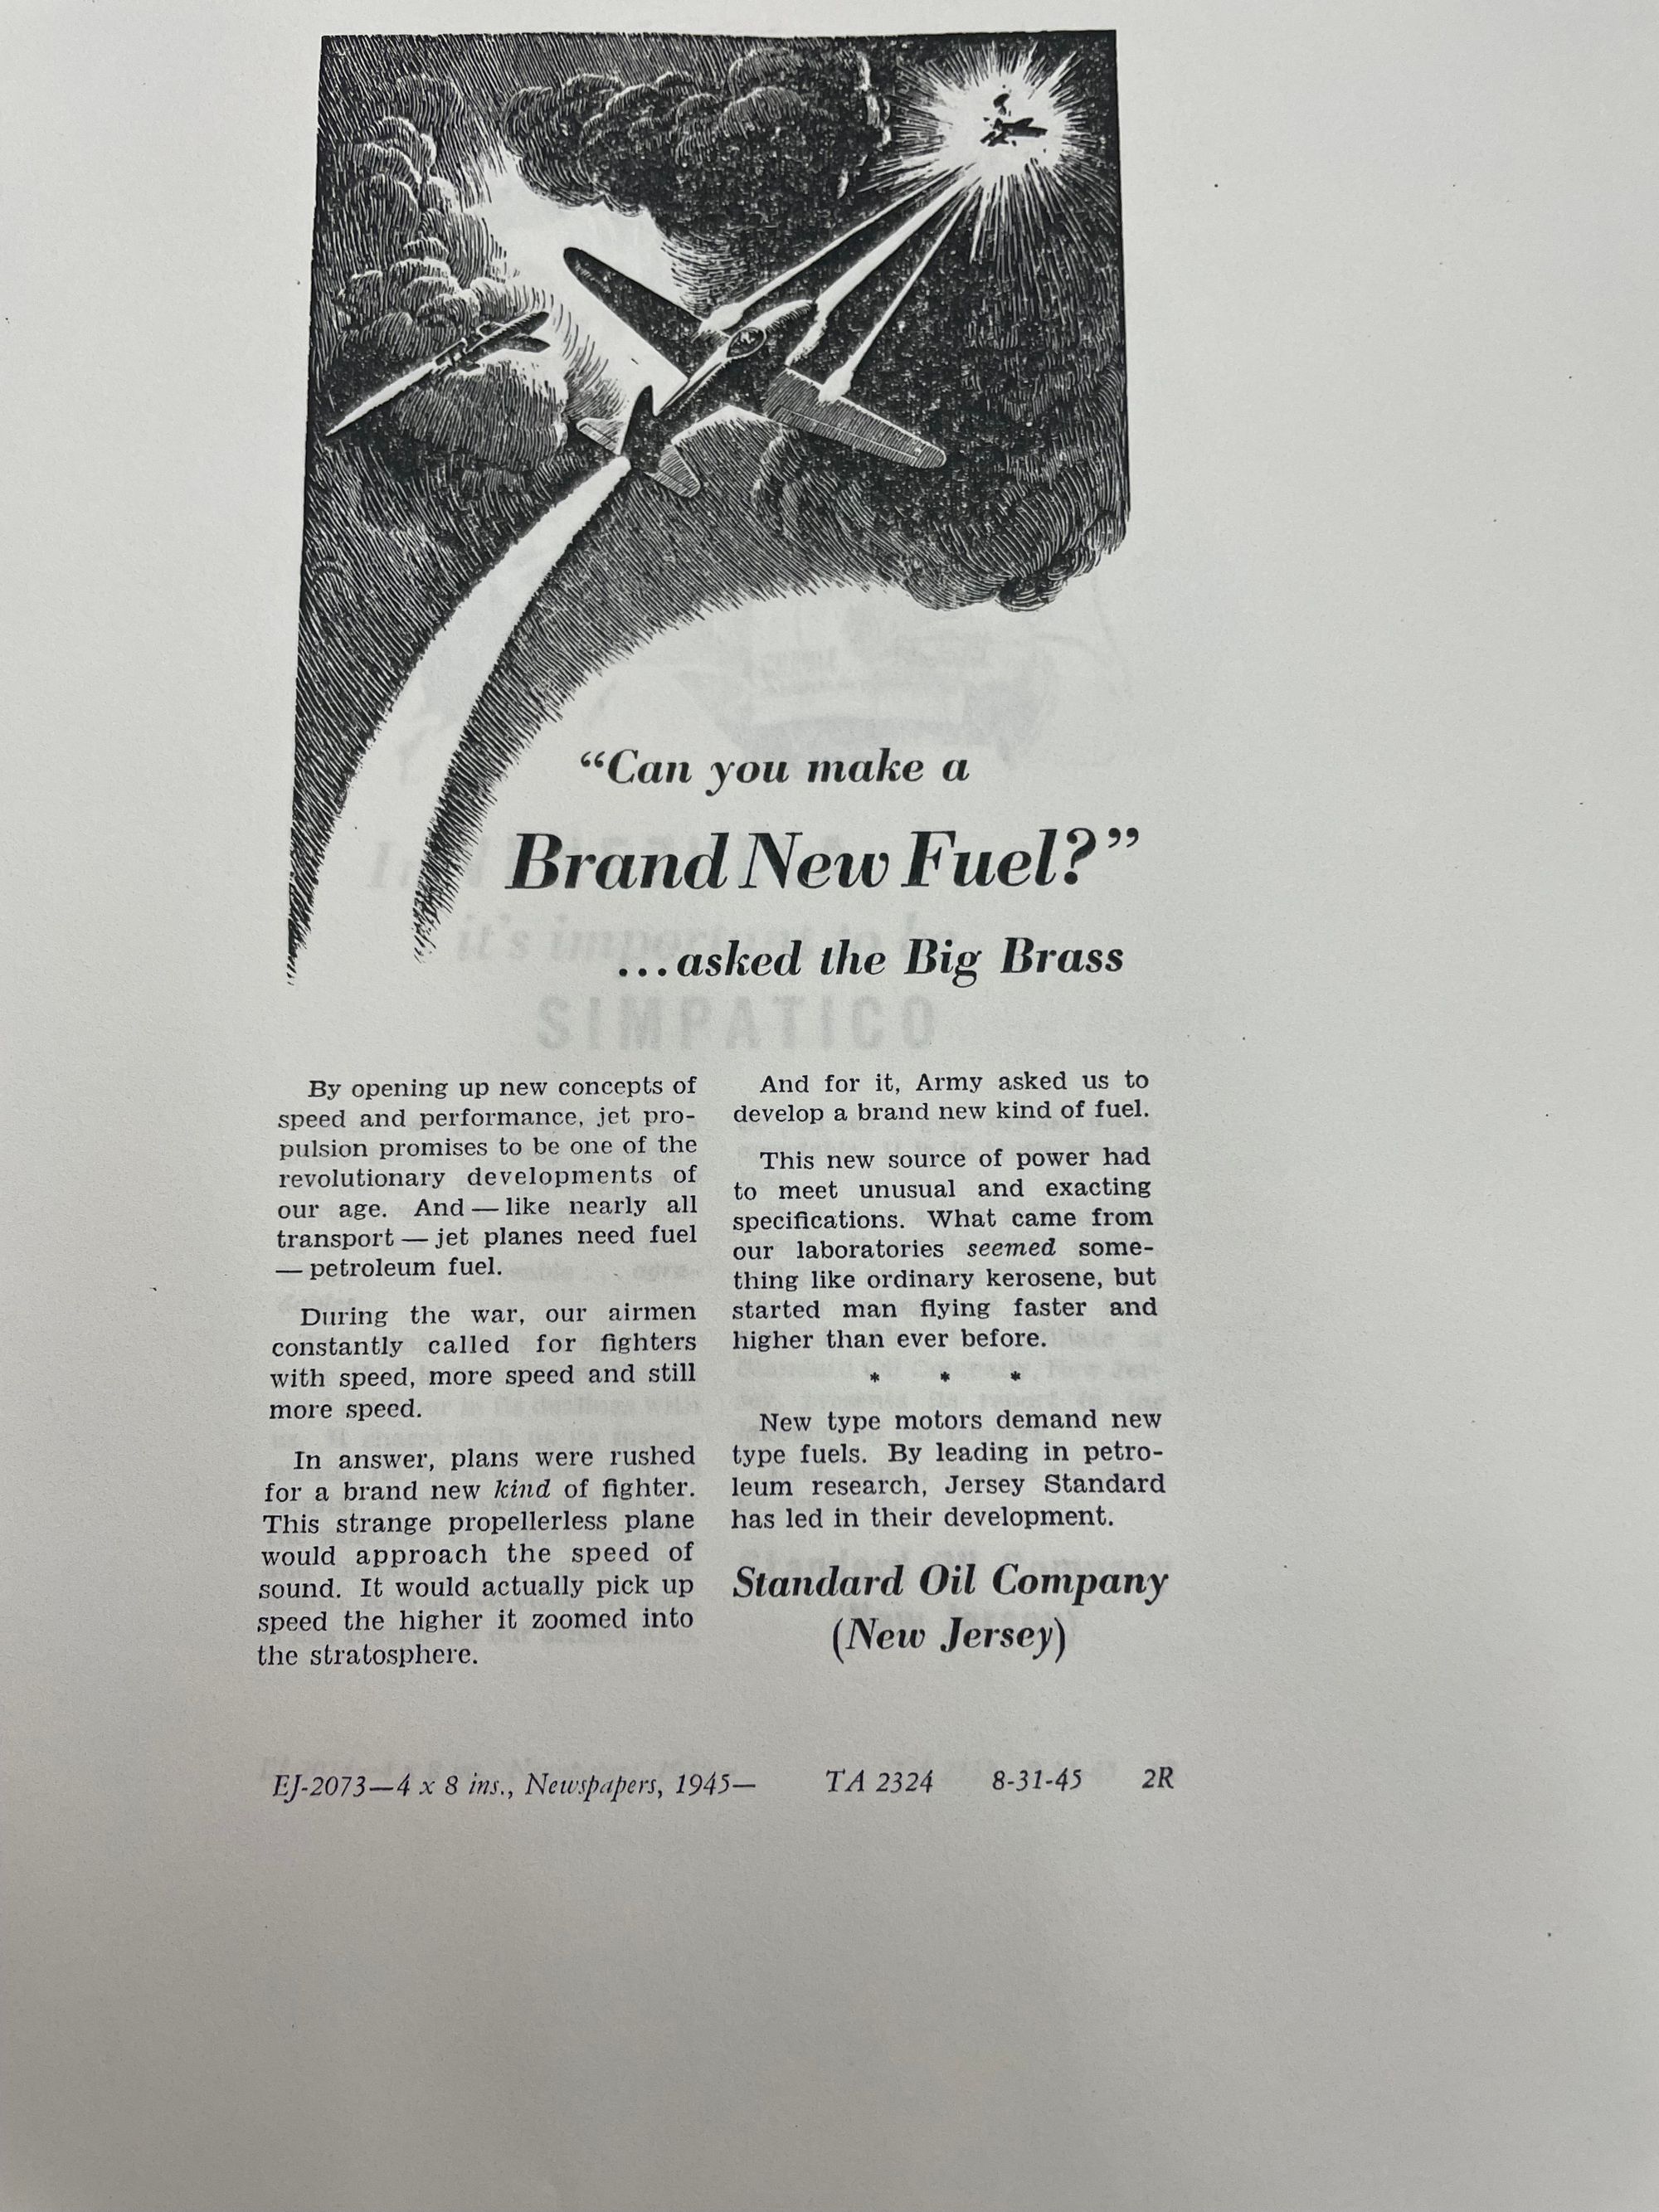 “Can you make a
Brand New Fuel?”
...asked the Big Brass
SIMPATICO
By opening up new concepts of
speed and performance, jet pro-
pulsion promises to be one of the
revolutionary developments of
our age. And — like nearly all
transport — jet planes need fuel
— petroleum fuel.
During the war, our airmen
constantly called for fighters
with speed, more speed and still
more speed.
In answer, plans were rushed
for a brand new kind of fighter.
This strange propellerless plane
would approach the speed of
sound. It would actually pick up
speed the higher it zoomed into
the stratosphere.
And for it, Army asked us to
develop a brand new kind of fuel.
This new source of power had
to meet unusual and exacting
specifications. What came from
our laboratories seemed some-
thing like ordinary kerosene, but
started man flying faster and
higher than ever before.
* * *
New type motors demand new
type fuels. By leading in petro-
leum research, Jersey Standard
has led in their development.
Standard Oil Company
(New Jersey)
EJ-2073—4 x 8 ins., Newspapers, 1945— TA 2324 8-31-45 2R